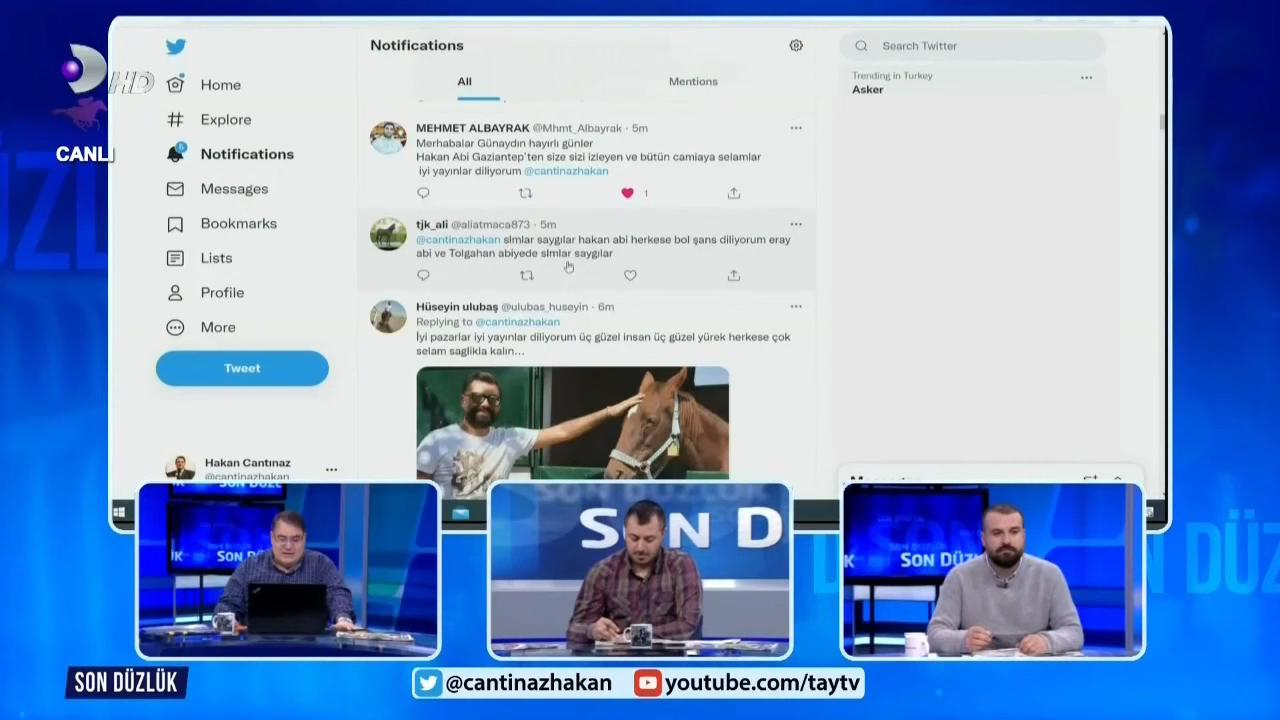 HD
CANLI
Home
Explore
Notifications
Messages
Bookmarks
Lists
Profile
More
Tweet
Hakan Cantınaz
@cantinazhakan
Notifications
All
Mentions
MEHMET ALBAYRAK @Mhmt_Albayrak · 5m
Merhabalar Günaydın hayırlı günler
Hakan Abi Gaziantep'ten size sizi izleyen ve bütün camiaya selamlar
iyi yayınlar diliyorum @cantinazhakan
1
tjk_ali @aliatmaca873 · 5m
@cantinazhakan slmlar saygılar hakan abi herkese bol şans diliyorum eray
abi ve Tolgahan abiyede slmlar saygılar
Hüseyin ulubaş @ulubas_huseyin · 6m
Replying to @cantinazhakan
İyi pazarlar iyi yayınlar diliyorum üç güzel insan üç güzel yürek herkese çok
selam saglikla kalın...
Search Twitter
Trending in Turkey
Asker
SON DÜZL
SON D
SON DÜZ
SON DÜZLÜK
@cantinazhakan
youtube.com/taytv